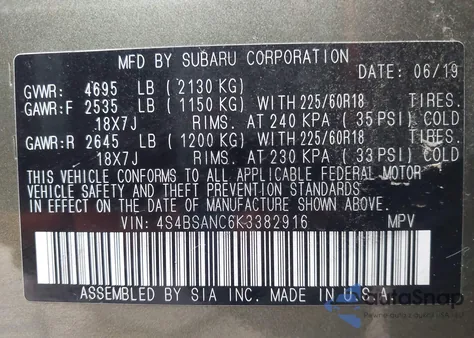 MFD BY SUBARU CORPORATION
DATE: 06/19
GVWR: 4695 LB (2130 KG)
GAWR:F 2535 LB (1150 KG) WITH 225/60R18 TIRES.
18X7J RIMS. AT 240 KPA (35 PSI) COLD
GAWR:R 2645 LB (1200 KG) WITH 225/60R18 TIRES.
18X7J RIMS. AT 230 KPA (33 PSI) COLD
THIS VEHICLE CONFORMS TO ALL APPLICABLE FEDERAL MOTOR
VEHICLE SAFETY AND THEFT PREVENTION STANDARDS
IN EFFECT ON THE DATE OF MANUFACTURE SHOWN ABOVE.
VIN: 4S4BSANC6K3382916 MPV
ASSEMBLED BY SIA INC. MADE IN U.S.A.
autoSnap